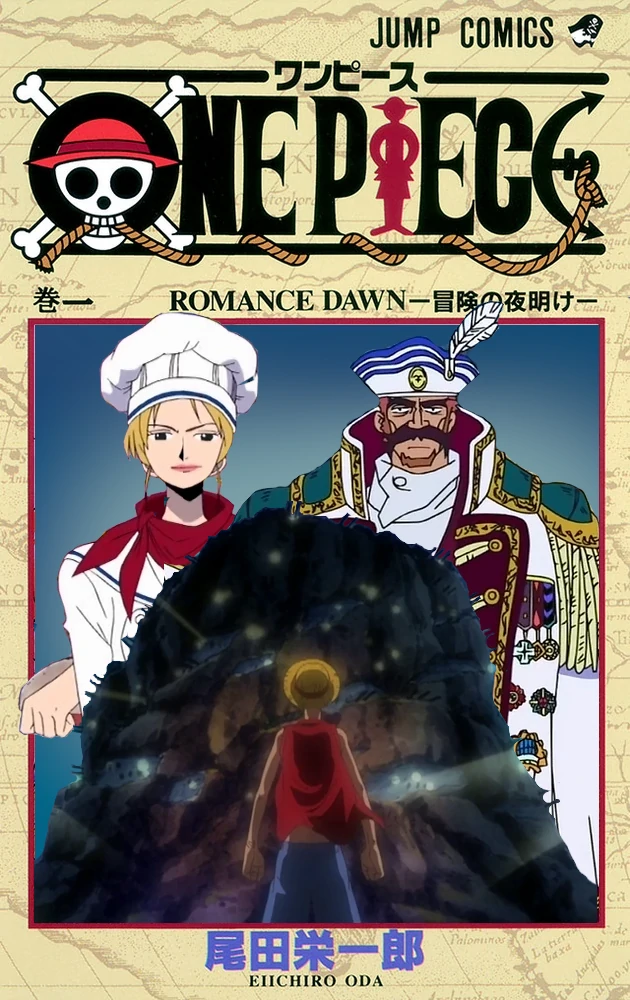 JUMP COMICS
ワンピース
ONE PIECE
巻一
ROMANCE DAWN—冒険の夜明け—
尾田栄一郎
EIICHIRO ODA